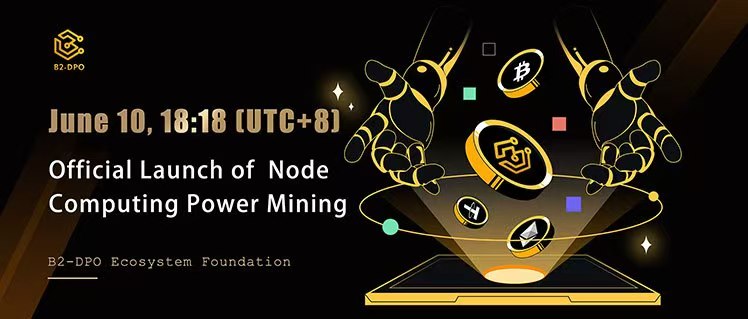 B2-DPO
June 10, 18:18 (UTC+8)
Official Launch of Node
Computing Power Mining
B2-DPO Ecosystem Foundation